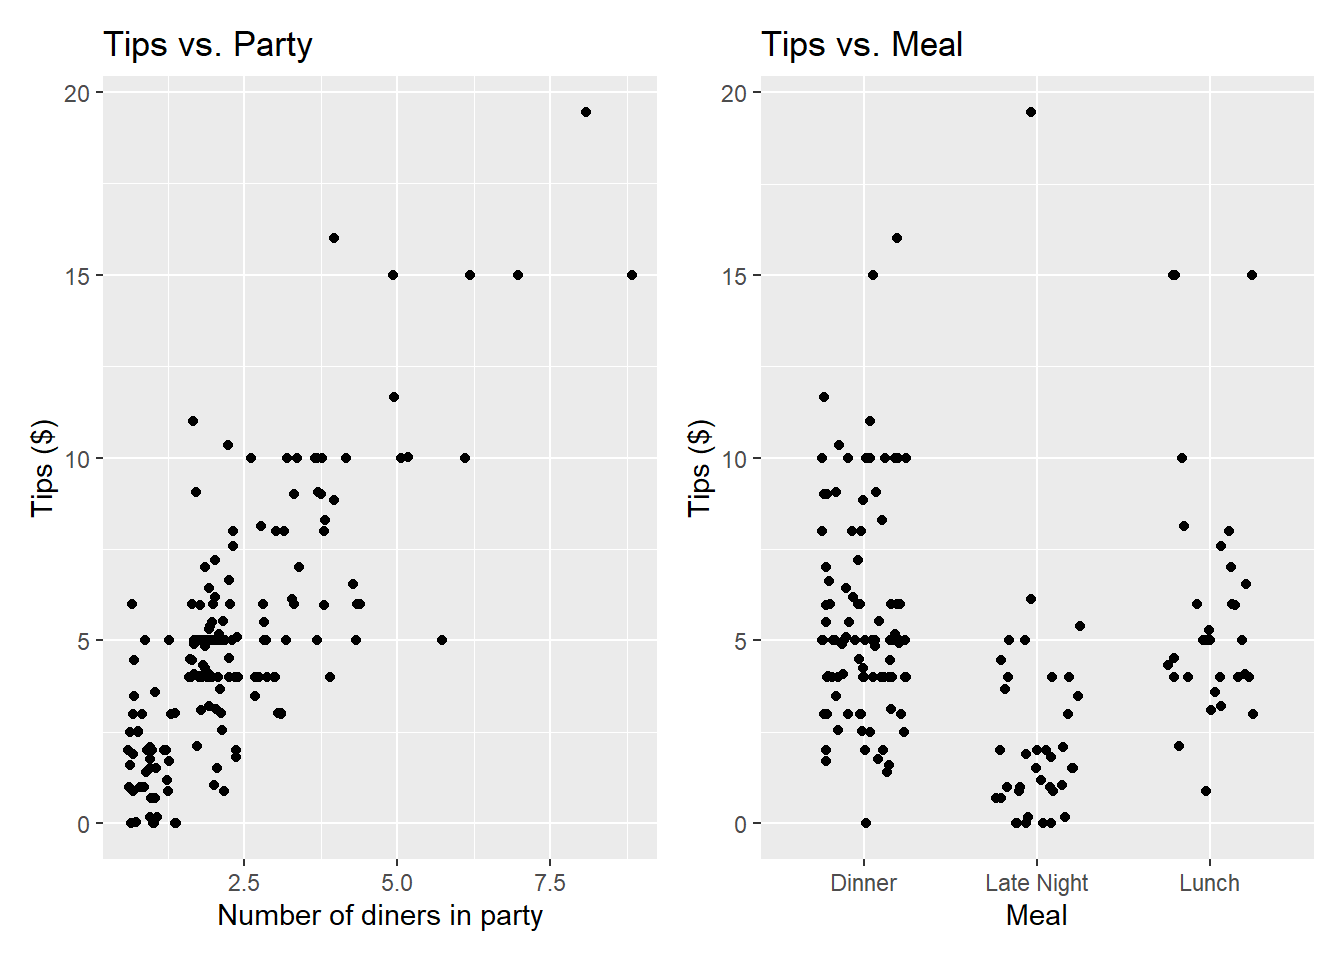 Tips vs. Party
20
15
10
5
0
Tips ($)
2.5 5.0 7.5
Number of diners in party
Tips vs. Meal
20
15
10
5
0
Tips ($)
Dinner Late Night Lunch
Meal